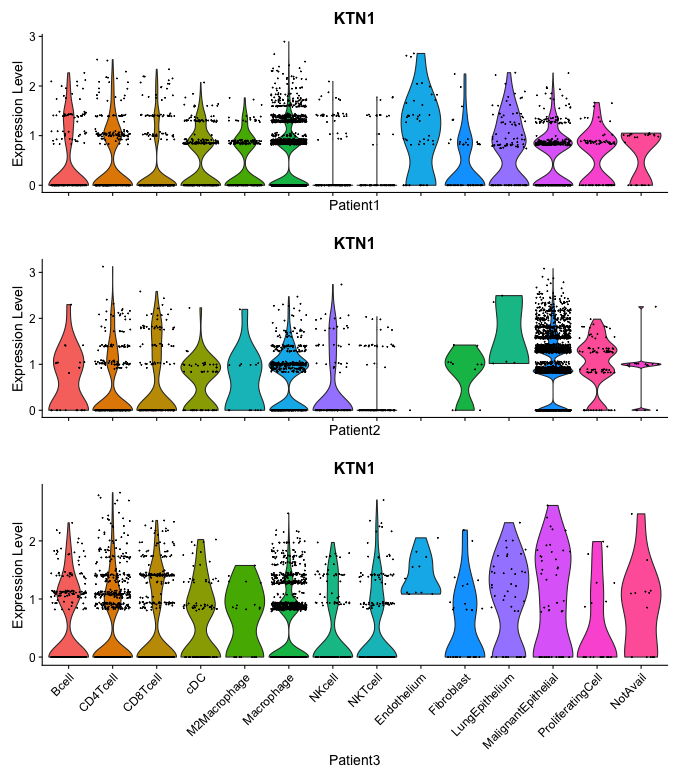 KTN1
Expression Level
3
2
1
0
Patient1
KTN1
Expression Level
3
2
1
0
Patient2
KTN1
Expression Level
2
1
0
Bcell
CD4Tcell
CD8Tcell
cDC
M2Macrophage
Macrophage
NKcell
NKTcell
Endothelium
Fibroblast
LungEpithelium
MalignantEpithelial
ProliferatingCell
NotAvail
Patient3